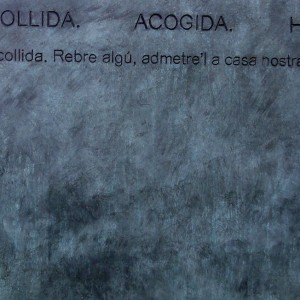 OLLIDA. ACOGIDA. H
collida. Rebre algú, admetre'l a casa nostra